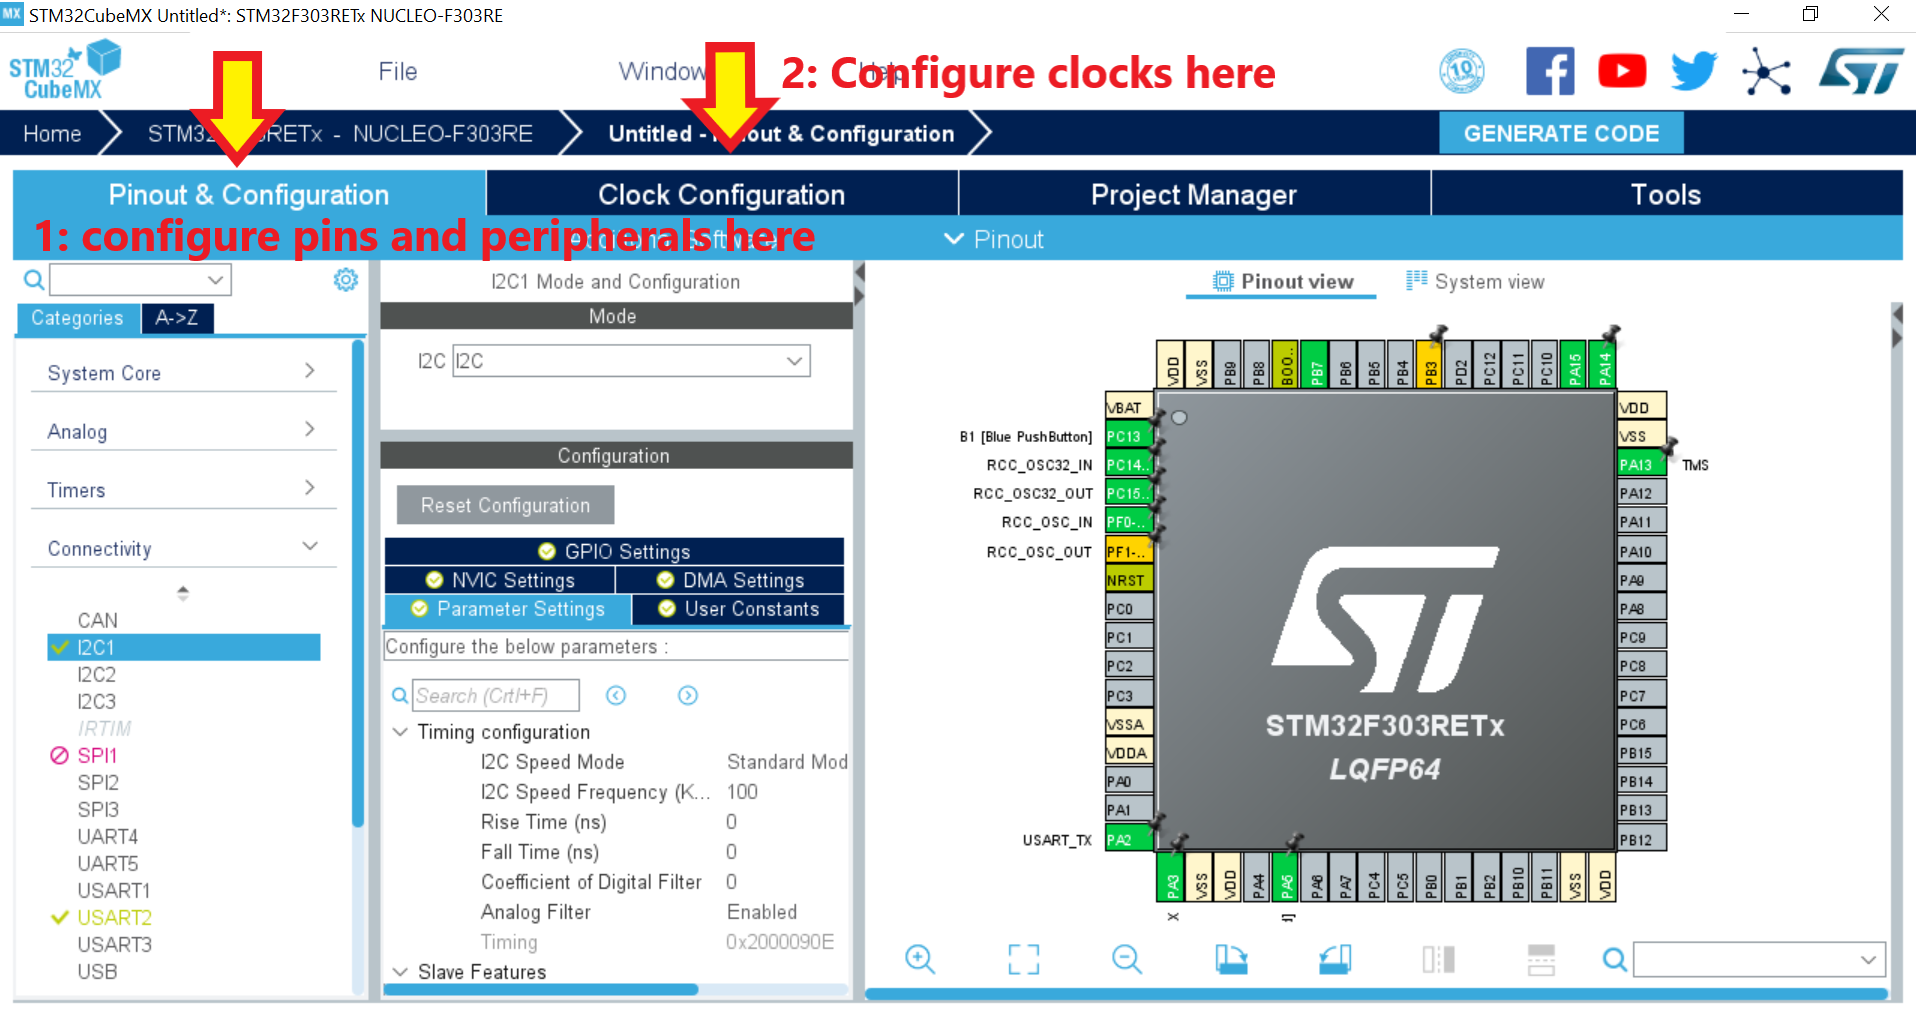 MX STM32CubeMX Untitled*: STM32F303RETx NUCLEO-F303RE
STM32
CubeMX
File
Window
Help
2: Configure clocks here
10
Home
STM32F303RETx - NUCLEO-F303RE
Untitled - Pinout & Configuration
GENERATE CODE
Pinout & Configuration
Clock Configuration
Project Manager
Tools
1: configure pins and peripherals here
Additional Software
Pinout
Categories
A->Z
System Core
Analog
Timers
Connectivity
CAN
I2C1
I2C2
I2C3
IRTIM
SPI1
SPI2
SPI3
UART4
UART5
USART1
USART2
USART3
USB
I2C1 Mode and Configuration
Mode
I2C I2C
Configuration
Reset Configuration
GPIO Settings
NVIC Settings
DMA Settings
Parameter Settings
User Constants
Configure the below parameters :
Search (Crtl+F)
Timing configuration
I2C Speed Mode Standard Mod
I2C Speed Frequency (K... 100
Rise Time (ns) 0
Fall Time (ns) 0
Coefficient of Digital Filter 0
Analog Filter Enabled
Timing 0x2000090E
Slave Features
Pinout view
System view
VDD
VSS
PB9
PB8
BOO..
PB7
PB6
PB5
PB4
PB3
PD2
PC12
PC11
PC10
PA15
PA14
VBAT
B1 [Blue PushButton] PC13
RCC_OSC32_IN PC14..
RCC_OSC32_OUT PC15..
RCC_OSC_IN PF0-..
RCC_OSC_OUT PF1-..
NRST
PC0
PC1
PC2
PC3
VSSA
VDDA
PA0
PA1
USART_TX PA2
ST
STM32F303RETx
LQFP64
VDD
VSS
PA13 TMS
PA12
PA11
PA10
PA9
PA8
PC9
PC8
PC7
PC6
PB15
PB14
PB13
PB12
PA3
VSS
VDD
PA4
PA5
PA6
PA7
PC4
PC5
PB0
PB1
PB2
PB10
PB11
VSS
VDD
X
]